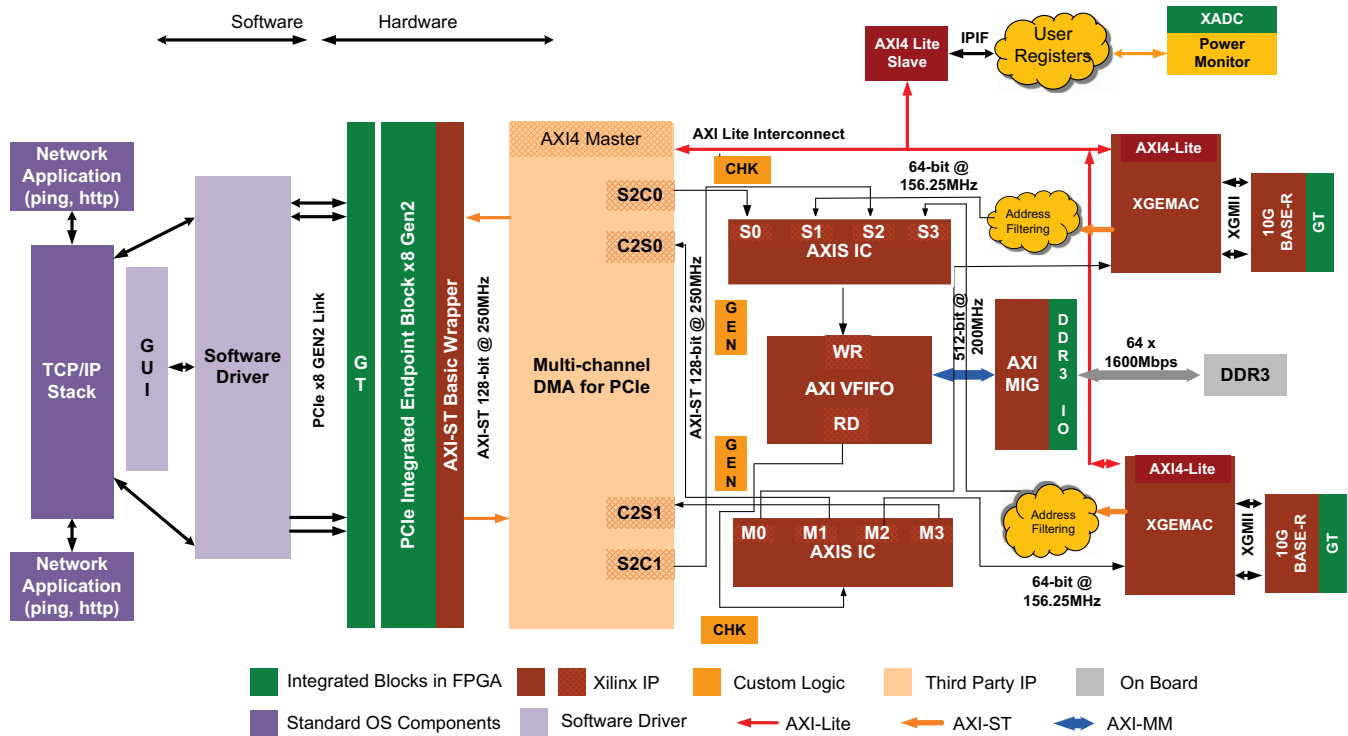 Software
Hardware
XADC
Power
Monitor
AXI4 Lite
Slave
IPIF
User
Registers
Network
Application
(ping, http)
TCP/IP
Stack
Network
Application
(ping, http)
G
U
I
Software
Driver
PCIe x8 GEN2 Link
G
T
PCIe Integrated Endpoint Block x8 Gen2
AXI-ST Basic Wrapper
AXI-ST 128-bit @ 250MHz
AXI4 Master
S2C0
C2S0
Multi-channel
DMA for PCIe
C2S1
S2C1
AXI-ST 128-bit @ 250MHz
AXI Lite Interconnect
CHK
64-bit @
156.25MHz
S0
S1
S2
S3
AXIS IC
G
E
N
WR
AXI VFIFO
RD
G
E
N
512-bit @
200MHz
M0
M1
M2
M3
AXIS IC
CHK
Address
Filtering
AXI4-Lite
XGEMAC
XGMII
10G
BASE-R
GT
AXI
MIG
D
D
R
3
IO
64 x
1600Mbps
DDR3
Address
Filtering
64-bit @
156.25MHz
AXI4-Lite
XGEMAC
XGMII
10G
BASE-R
GT
Integrated Blocks in FPGA
Xilinx IP
Custom Logic
Third Party IP
On Board
Standard OS Components
Software Driver
AXI-Lite
AXI-ST
AXI-MM